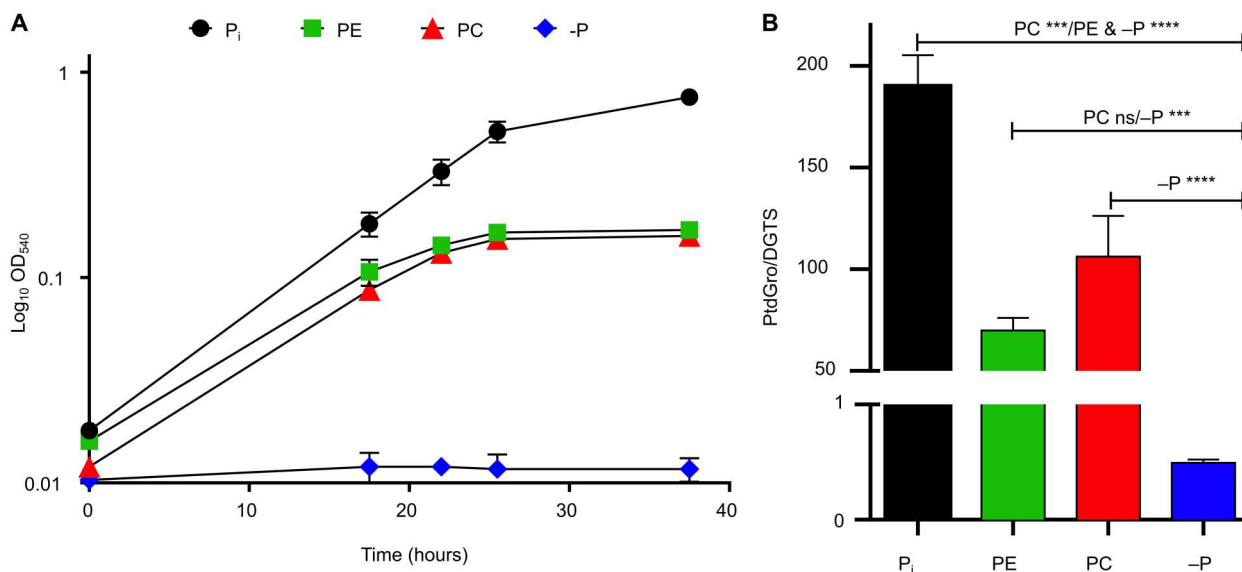 A
Pᵢ PE PC -P
1
0.1
0.01
Log₁₀ OD₅₄₀
0 10 20 30 40
Time (hours)
B
PC ***/PE & –P ****
PC ns/–P ***
–P ****
200
150
100
50
1
0
PtdGro/DGTS
Pᵢ PE PC –P